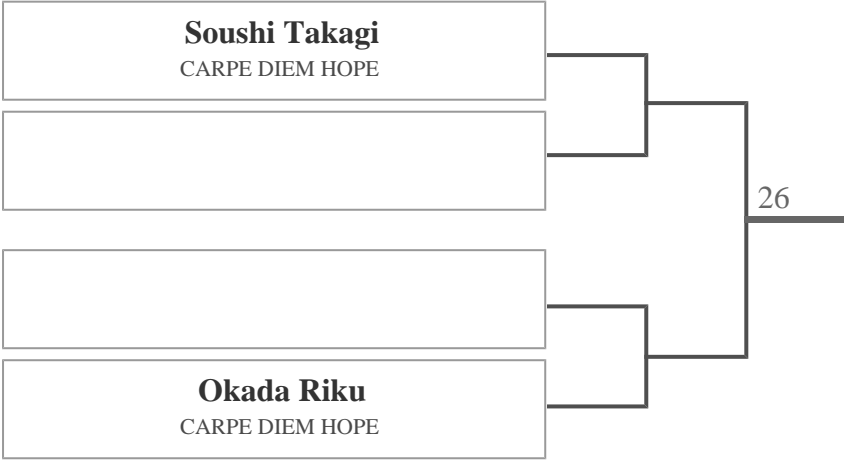 Soushi Takagi
CARPE DIEM HOPE
26
Okada Riku
CARPE DIEM HOPE